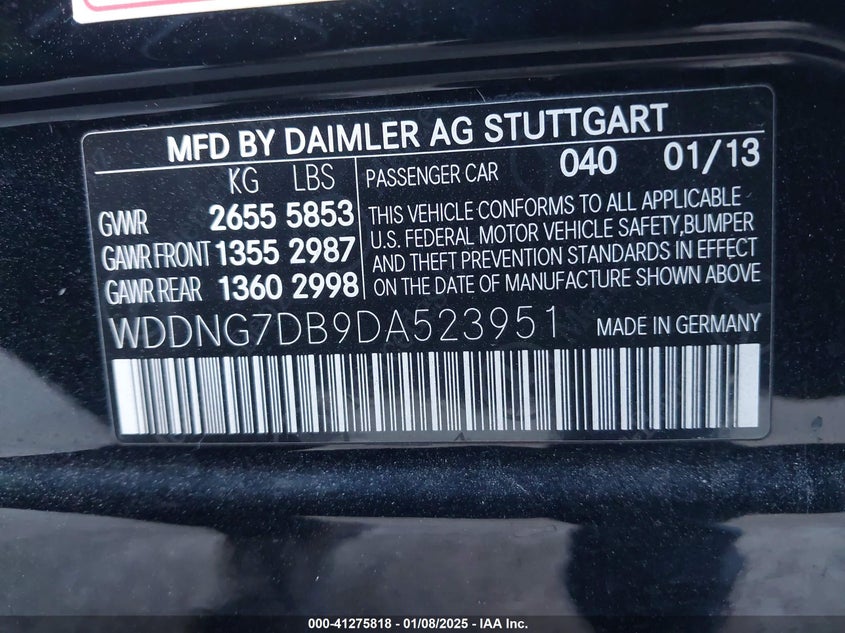 MFD BY DAIMLER AG STUTTGART
KG LBS
GVWR 2655 5853
GAWR FRONT 1355 2987
GAWR REAR 1360 2998
PASSENGER CAR 040 01/13
THIS VEHICLE CONFORMS TO ALL APPLICABLE
U.S. FEDERAL MOTOR VEHICLE SAFETY,BUMPER
AND THEFT PREVENTION STANDARDS IN EFFECT
ON THE DATE OF MANUFACTURE SHOWN ABOVE
WDDNG7DB9DA523951 MADE IN GERMANY
000-41275818 - 01/08/2025 - IAA Inc.